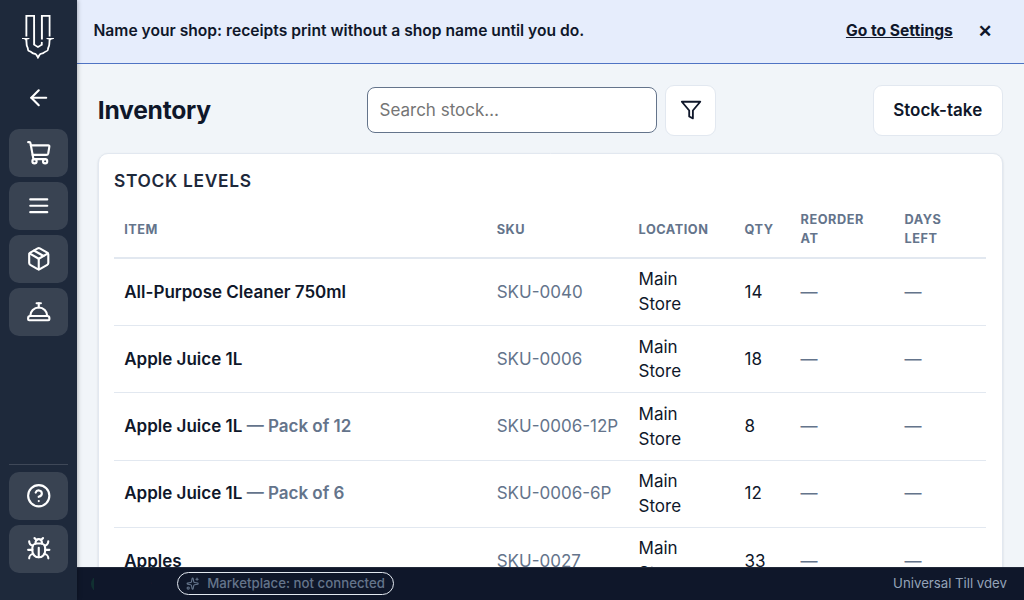 Name your shop: receipts print without a shop name until you do.
Go to Settings
Inventory
Search stock...
Stock-take
STOCK LEVELS
ITEM SKU LOCATION QTY REORDER AT DAYS LEFT
All-Purpose Cleaner 750ml SKU-0040 Main Store 14 — —
Apple Juice 1L SKU-0006 Main Store 18 — —
Apple Juice 1L — Pack of 12 SKU-0006-12P Main Store 8 — —
Apple Juice 1L — Pack of 6 SKU-0006-6P Main Store 12 — —
Apples SKU-0027 Main 33 — —
Marketplace: not connected
Universal Till vdev